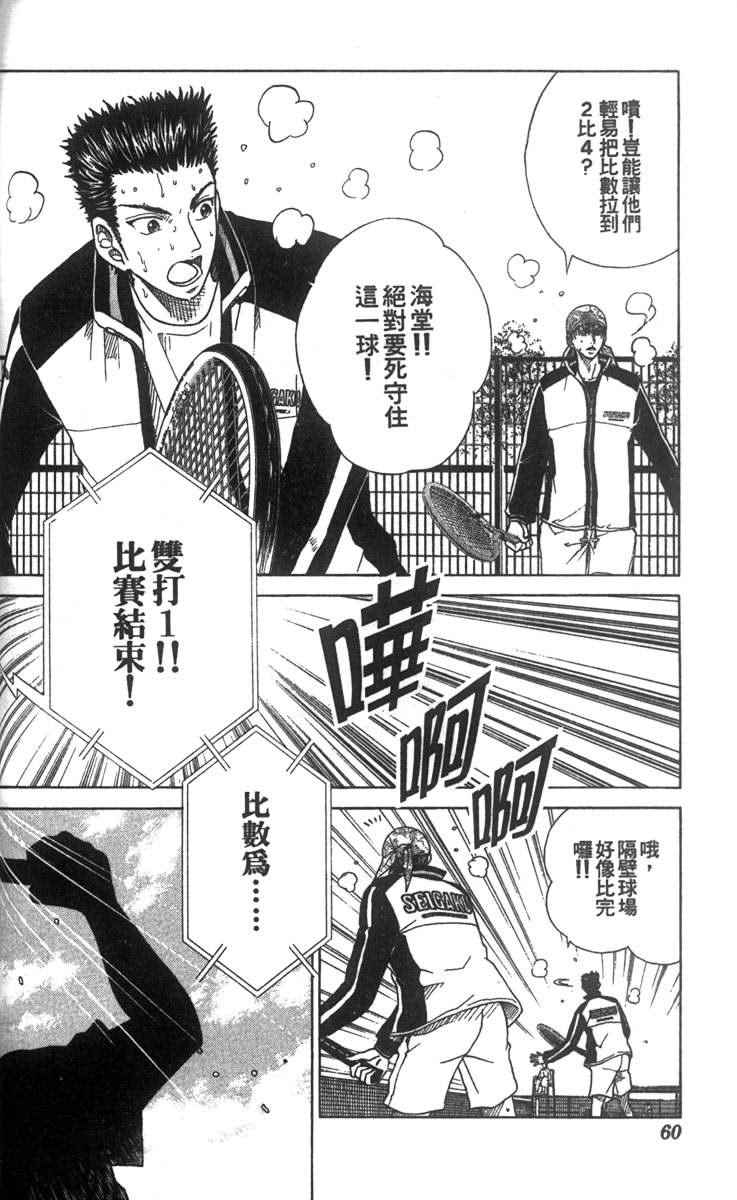 嘖！豈能讓他們
輕易把比數拉到
2比4？
海堂!!
絕對要死守住
這一球！
SEIGAKU
雙打1!!
比賽結束！
嘩
啊
啊
比數為……
哦，
隔壁球場
好像比完
囉!!
SEIGAKU
60